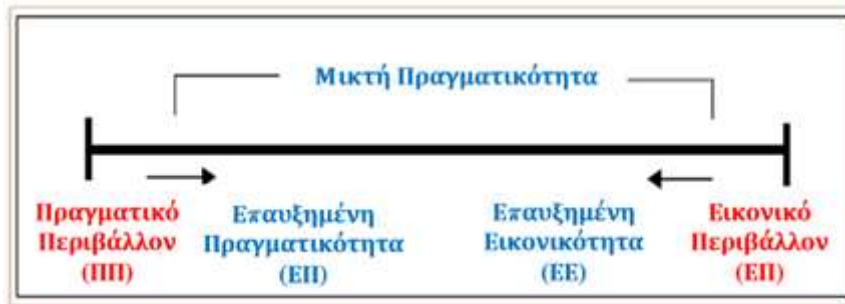 Μικτή Πραγματικότητα
Πραγματικό
Περιβάλλον
(ΠΠ)
Επαυξημένη
Πραγματικότητα
(ΕΠ)
Επαυξημένη
Εικονικότητα
(ΕΕ)
Εικονικό
Περιβάλλον
(ΕΠ)